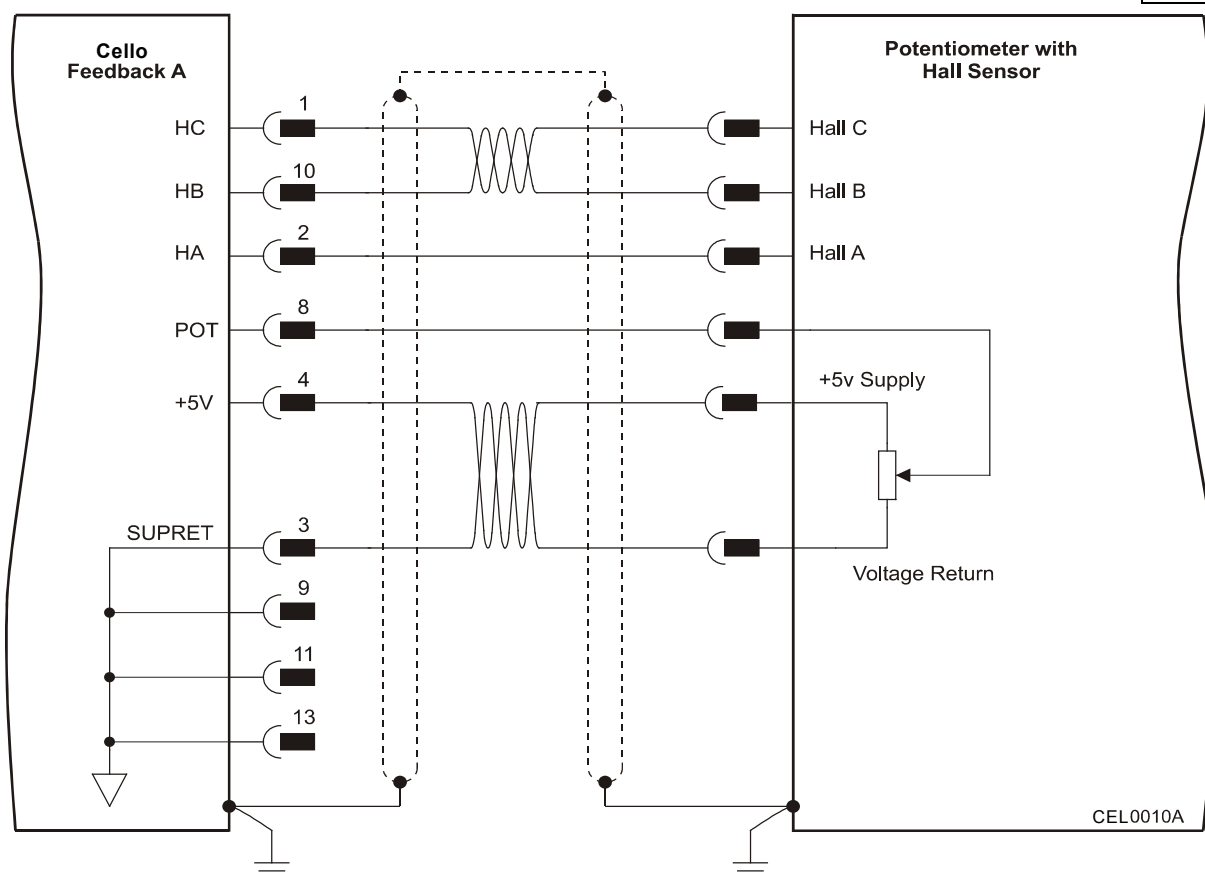 Cello
Feedback A
Potentiometer with
Hall Sensor
HC 1 Hall C
HB 10 Hall B
HA 2 Hall A
POT 8
+5V 4 +5v Supply
SUPRET 3
Voltage Return
9
11
13
CEL0010A